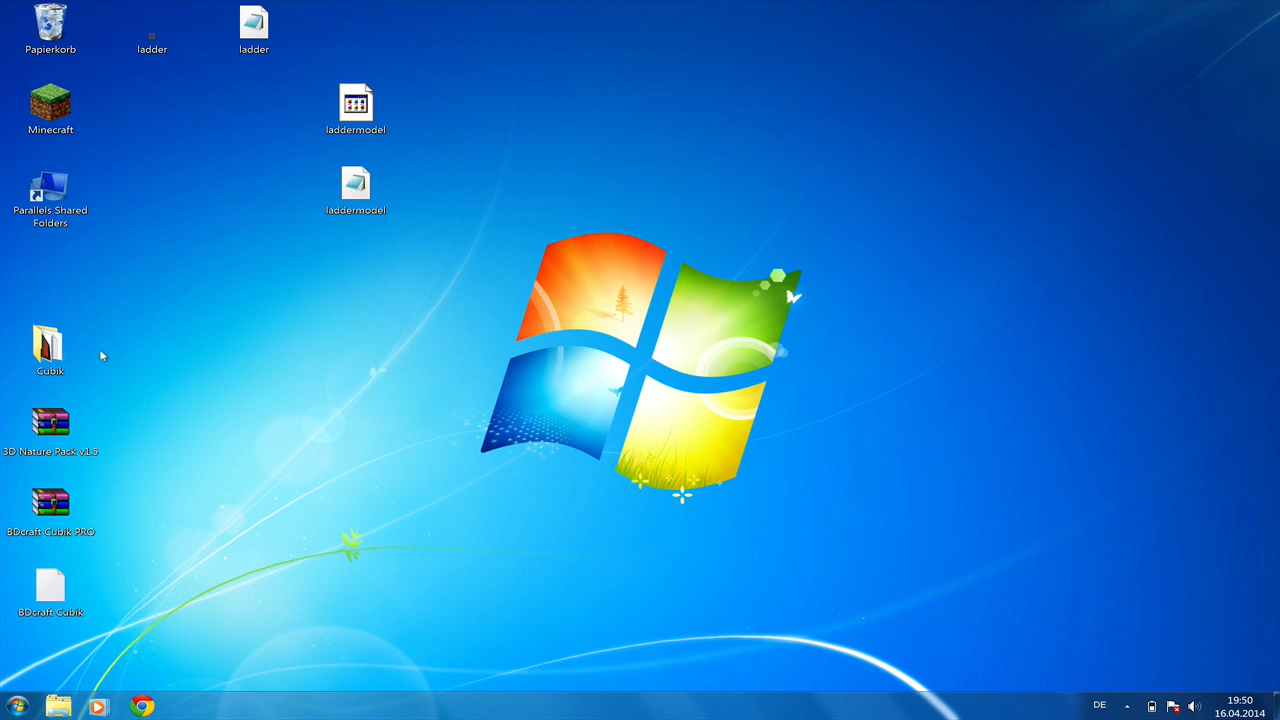 Papierkorb
ladder
ladder
Minecraft
laddermodel
Parallels Shared
Folders
laddermodel
Cubik
3D Nature Pack v1.5
BDcraft Cubik PRO
BDcraft Cubik
DE
19:50
16.04.2014